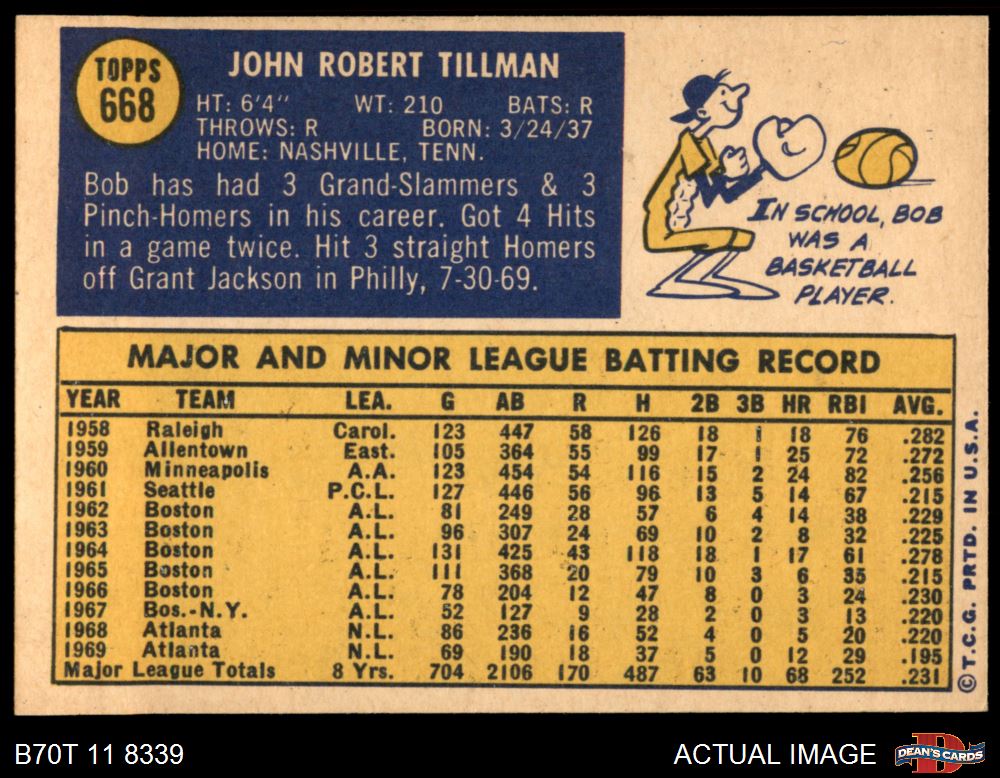 TOPPS
668
JOHN ROBERT TILLMAN
HT: 6'4" WT: 210 BATS: R
THROWS: R BORN: 3/24/37
HOME: NASHVILLE, TENN.
Bob has had 3 Grand-Slammers & 3
Pinch-Homers in his career. Got 4 Hits
in a game twice. Hit 3 straight Homers
off Grant Jackson in Philly, 7-30-69.
IN SCHOOL, BOB
WAS A
BASKETBALL
PLAYER.
MAJOR AND MINOR LEAGUE BATTING RECORD
YEAR TEAM LEA. G AB R H 2B 3B HR RBI AVG.
1958 Raleigh Carol. 123 447 58 126 18 1 18 76 .282
1959 Allentown East. 105 364 55 99 17 1 25 72 .272
1960 Minneapolis A.A. 123 454 54 116 15 2 24 82 .256
1961 Seattle P.C.L. 127 446 56 96 13 5 14 67 .215
1962 Boston A.L. 81 249 28 57 6 4 14 38 .229
1963 Boston A.L. 96 307 24 69 10 2 8 32 .225
1964 Boston A.L. 131 425 43 118 18 1 17 61 .278
1965 Boston A.L. 111 368 20 79 10 3 6 35 .215
1966 Boston A.L. 78 204 12 47 8 0 3 24 .230
1967 Bos.-N.Y. A.L. 52 127 9 28 2 0 3 13 .220
1968 Atlanta N.L. 86 236 16 52 4 0 5 20 .220
1969 Atlanta N.L. 69 190 18 37 5 0 12 29 .195
Major League Totals 8 Yrs. 704 2106 170 487 63 10 68 252 .231
© T.C.G. PRTD. IN U.S.A.
B70T 11 8339
ACTUAL IMAGE
DEAN'S CARDS